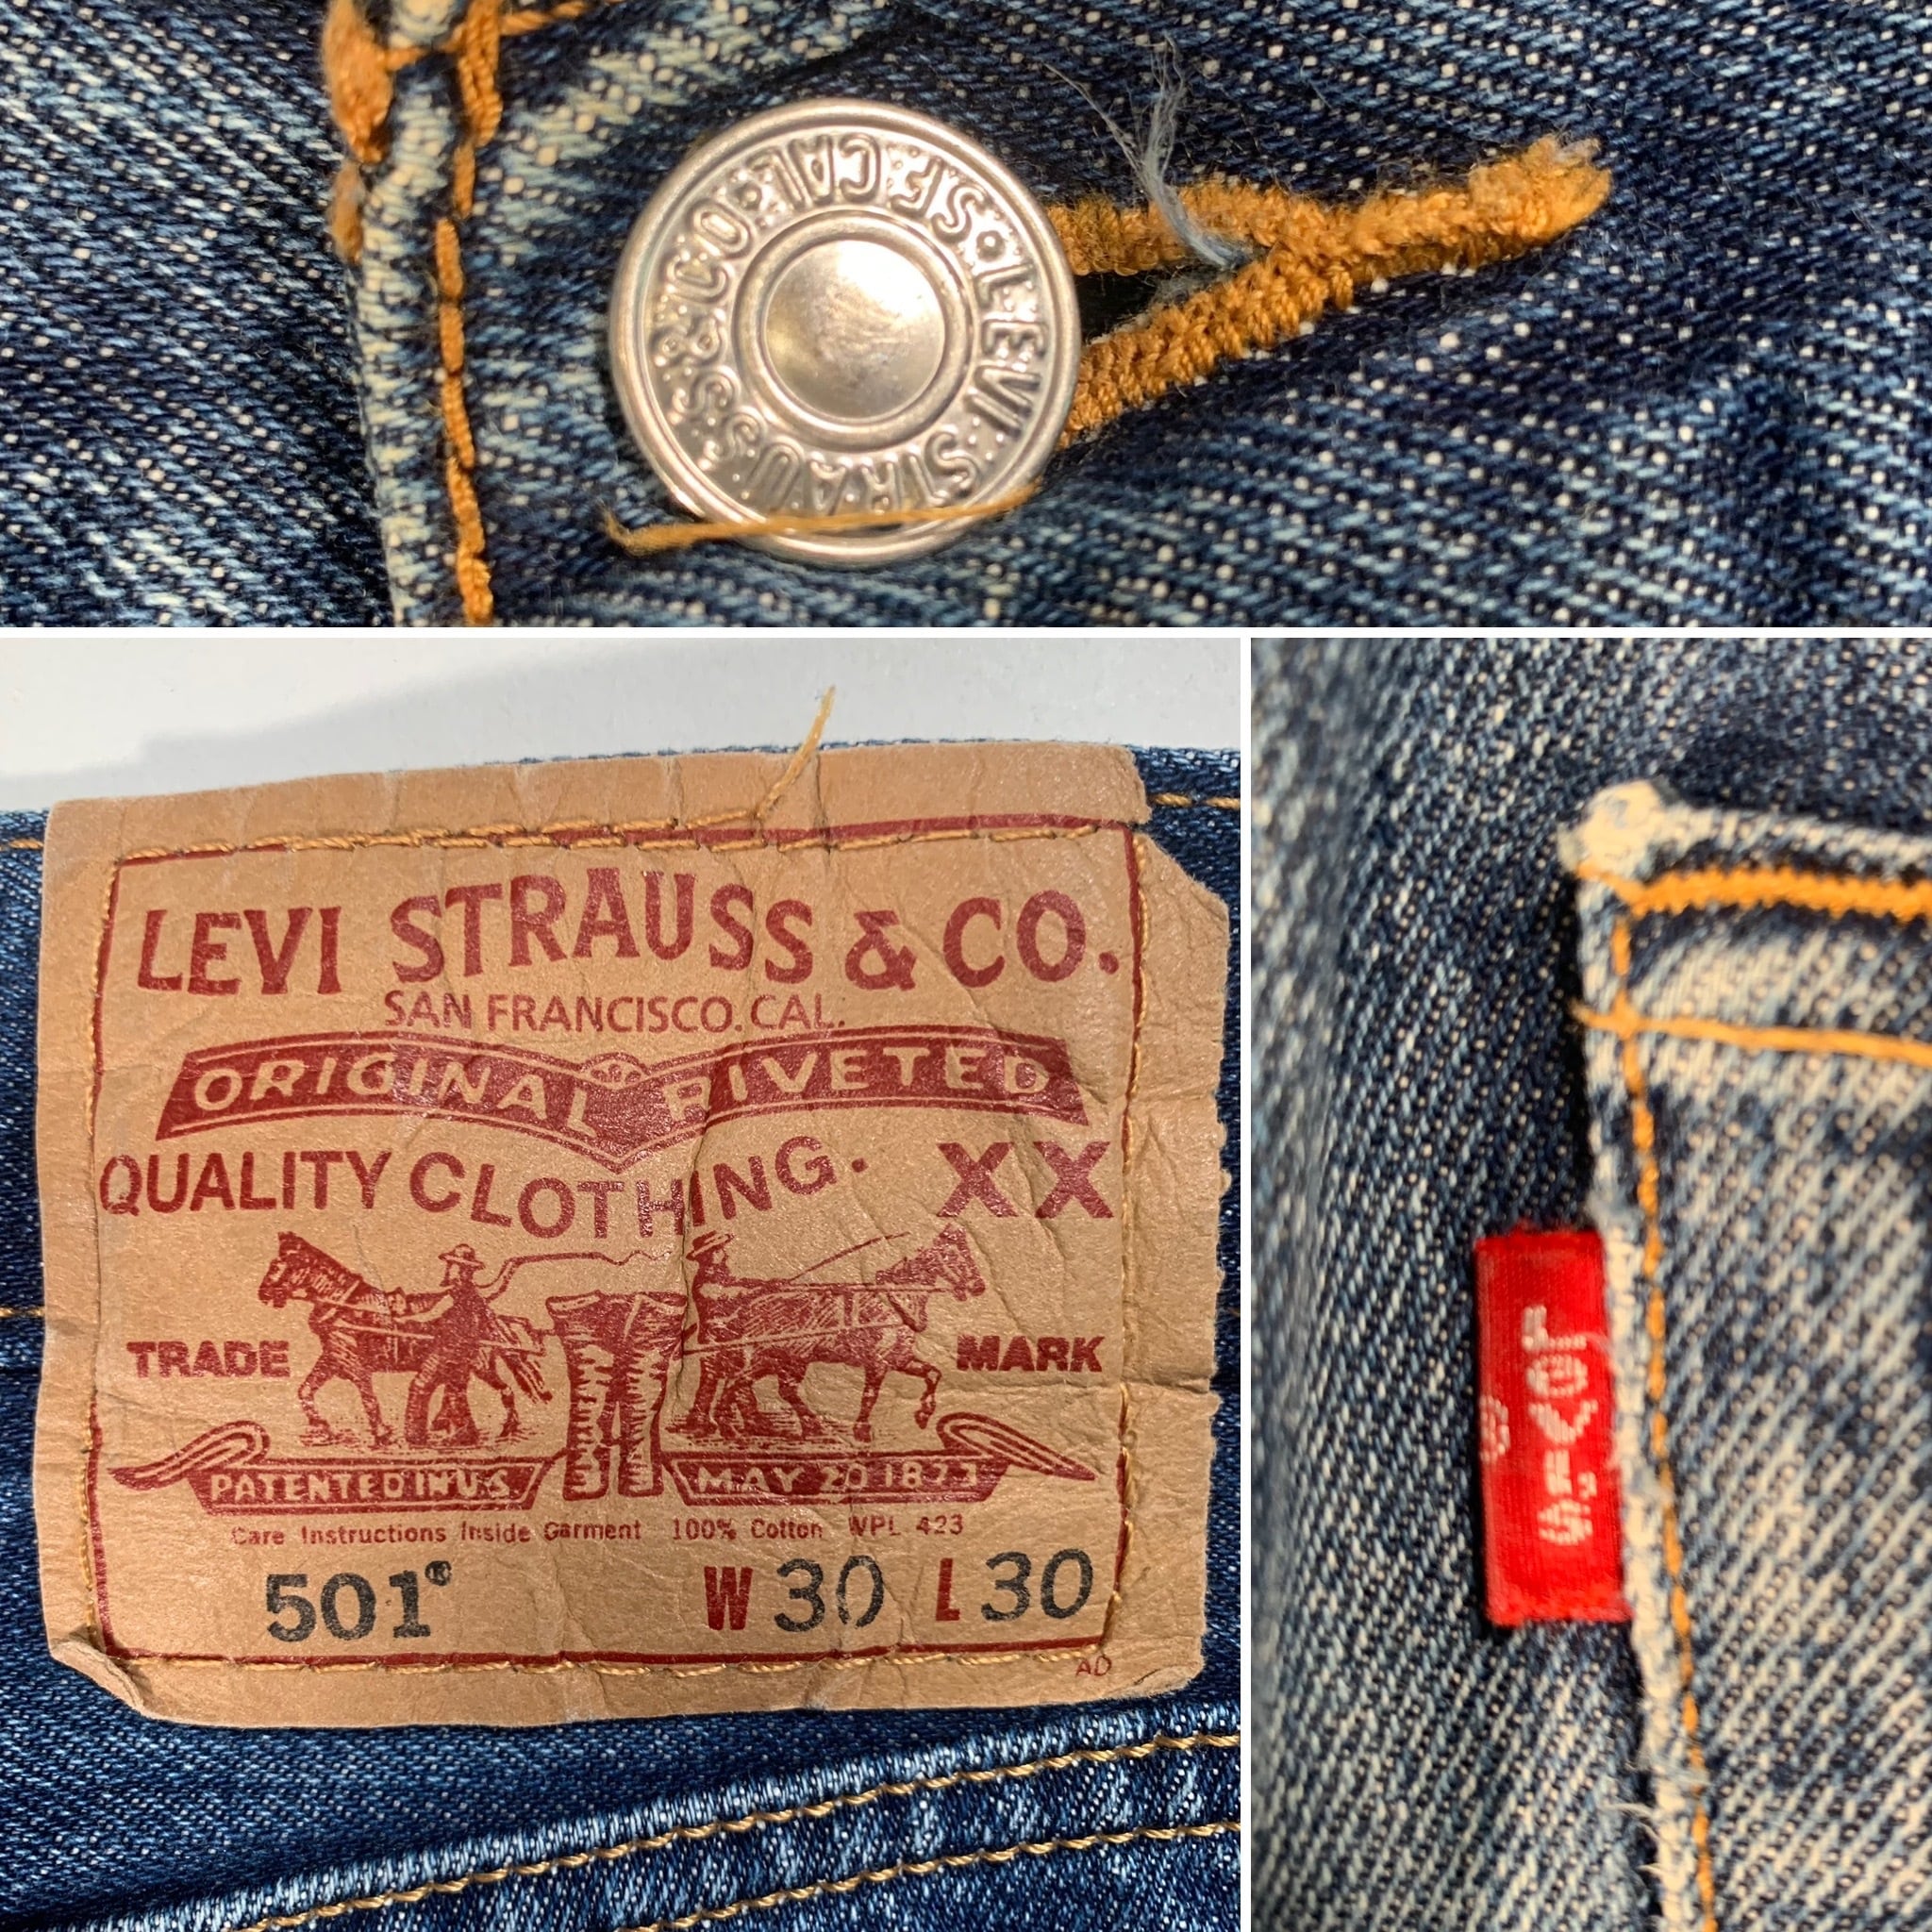 LEVI STRAUSS & CO. SF CAL
LEVI STRAUSS & CO.
SAN FRANCISCO. CAL.
ORIGINAL RIVETED
QUALITY CLOTHING. XX
TRADE MARK
PATENTED IN U.S. MAY 20 1873
Care Instructions Inside Garment 100% Cotton WPL 423
501® W 30 L 30
AD
LEVI'S
®